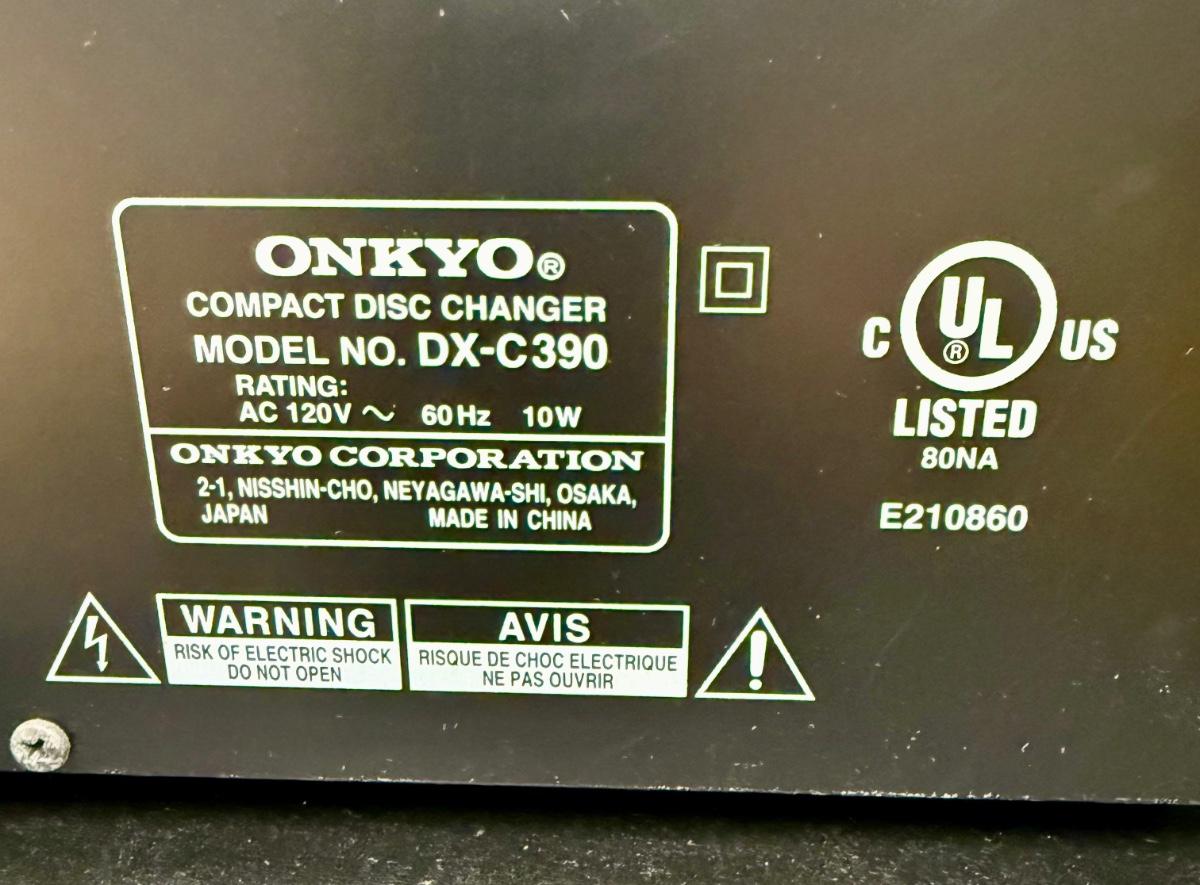 ONKYO®
COMPACT DISC CHANGER
MODEL NO. DX-C390
RATING:
AC 120V ~ 60Hz 10W
ONKYO CORPORATION
2-1, NISSHIN-CHO, NEYAGAWA-SHI, OSAKA,
JAPAN MADE IN CHINA
C UL® US
LISTED
80NA
E210860
WARNING
RISK OF ELECTRIC SHOCK
DO NOT OPEN
AVIS
RISQUE DE CHOC ELECTRIQUE
NE PAS OUVRIR
!